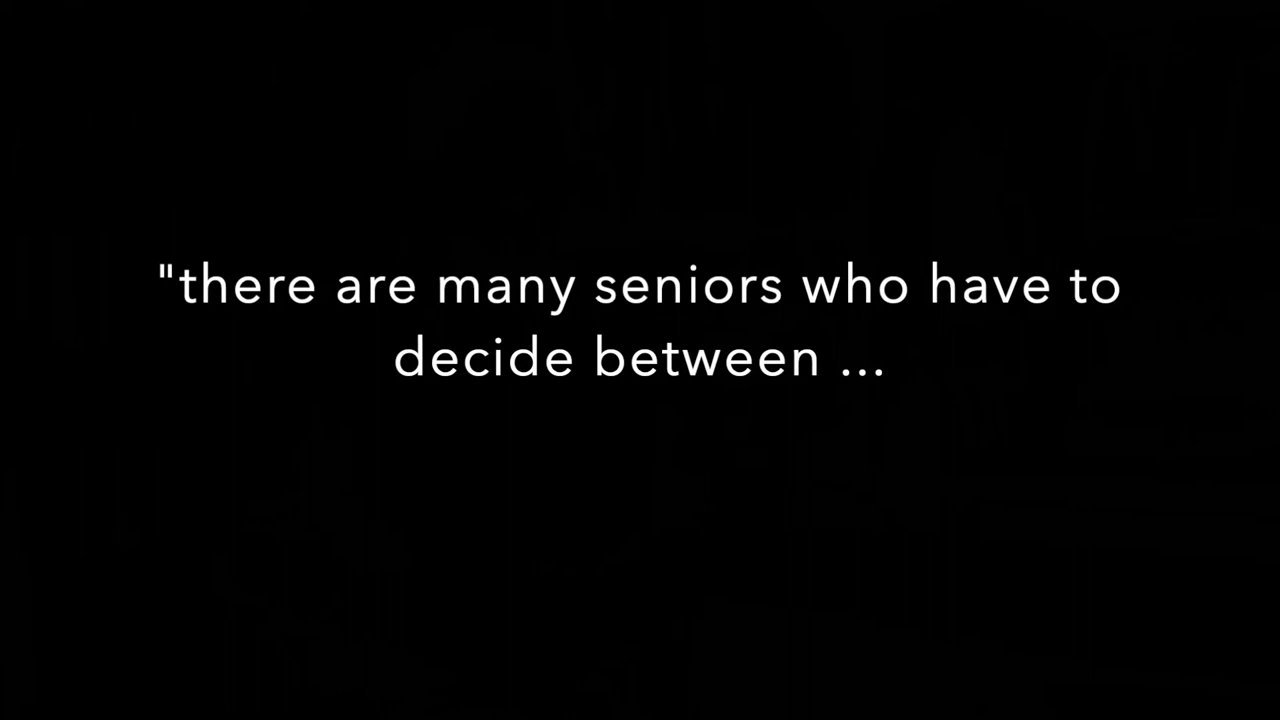 "there are many seniors who have to
decide between ...